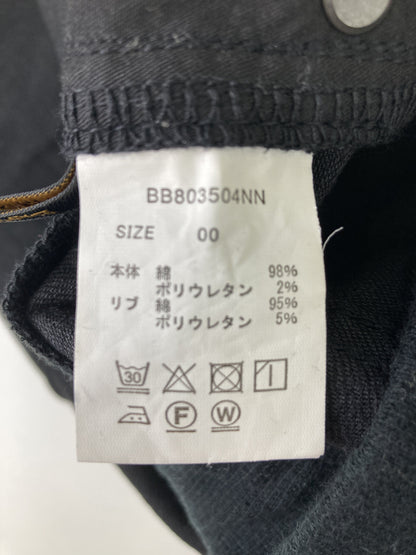 BB803504NN
SIZE 00
本体 綿 98%
ポリウレタン 2%
リブ 綿 95%
ポリウレタン 5%
30
F W